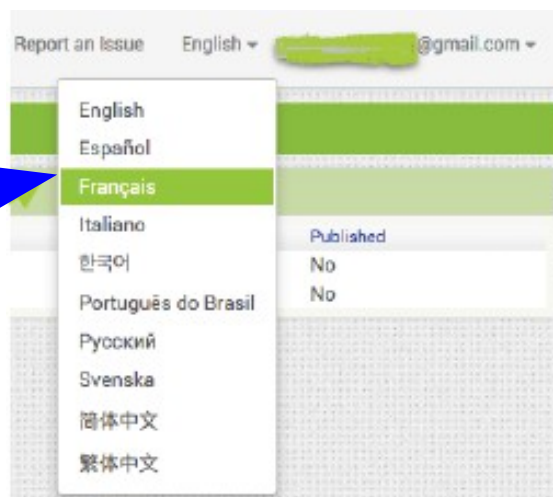 Report an Issue English @gmail.com
English
Español
Français
Italiano
Published
한국어
No
Português do Brasil
No
Русский
Svenska
简体中文
繁体中文